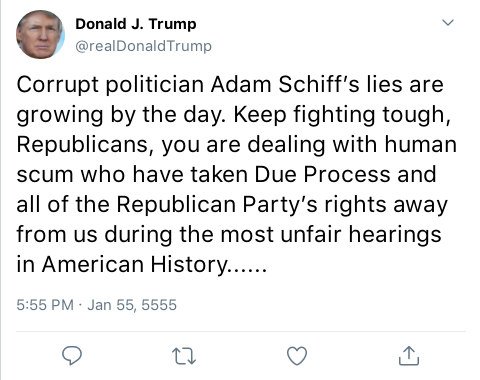 Donald J. Trump
@realDonaldTrump
Corrupt politician Adam Schiff's lies are
growing by the day. Keep fighting tough,
Republicans, you are dealing with human
scum who have taken Due Process and
all of the Republican Party's rights away
from us during the most unfair hearings
in American History......
5:55 PM · Jan 55, 5555